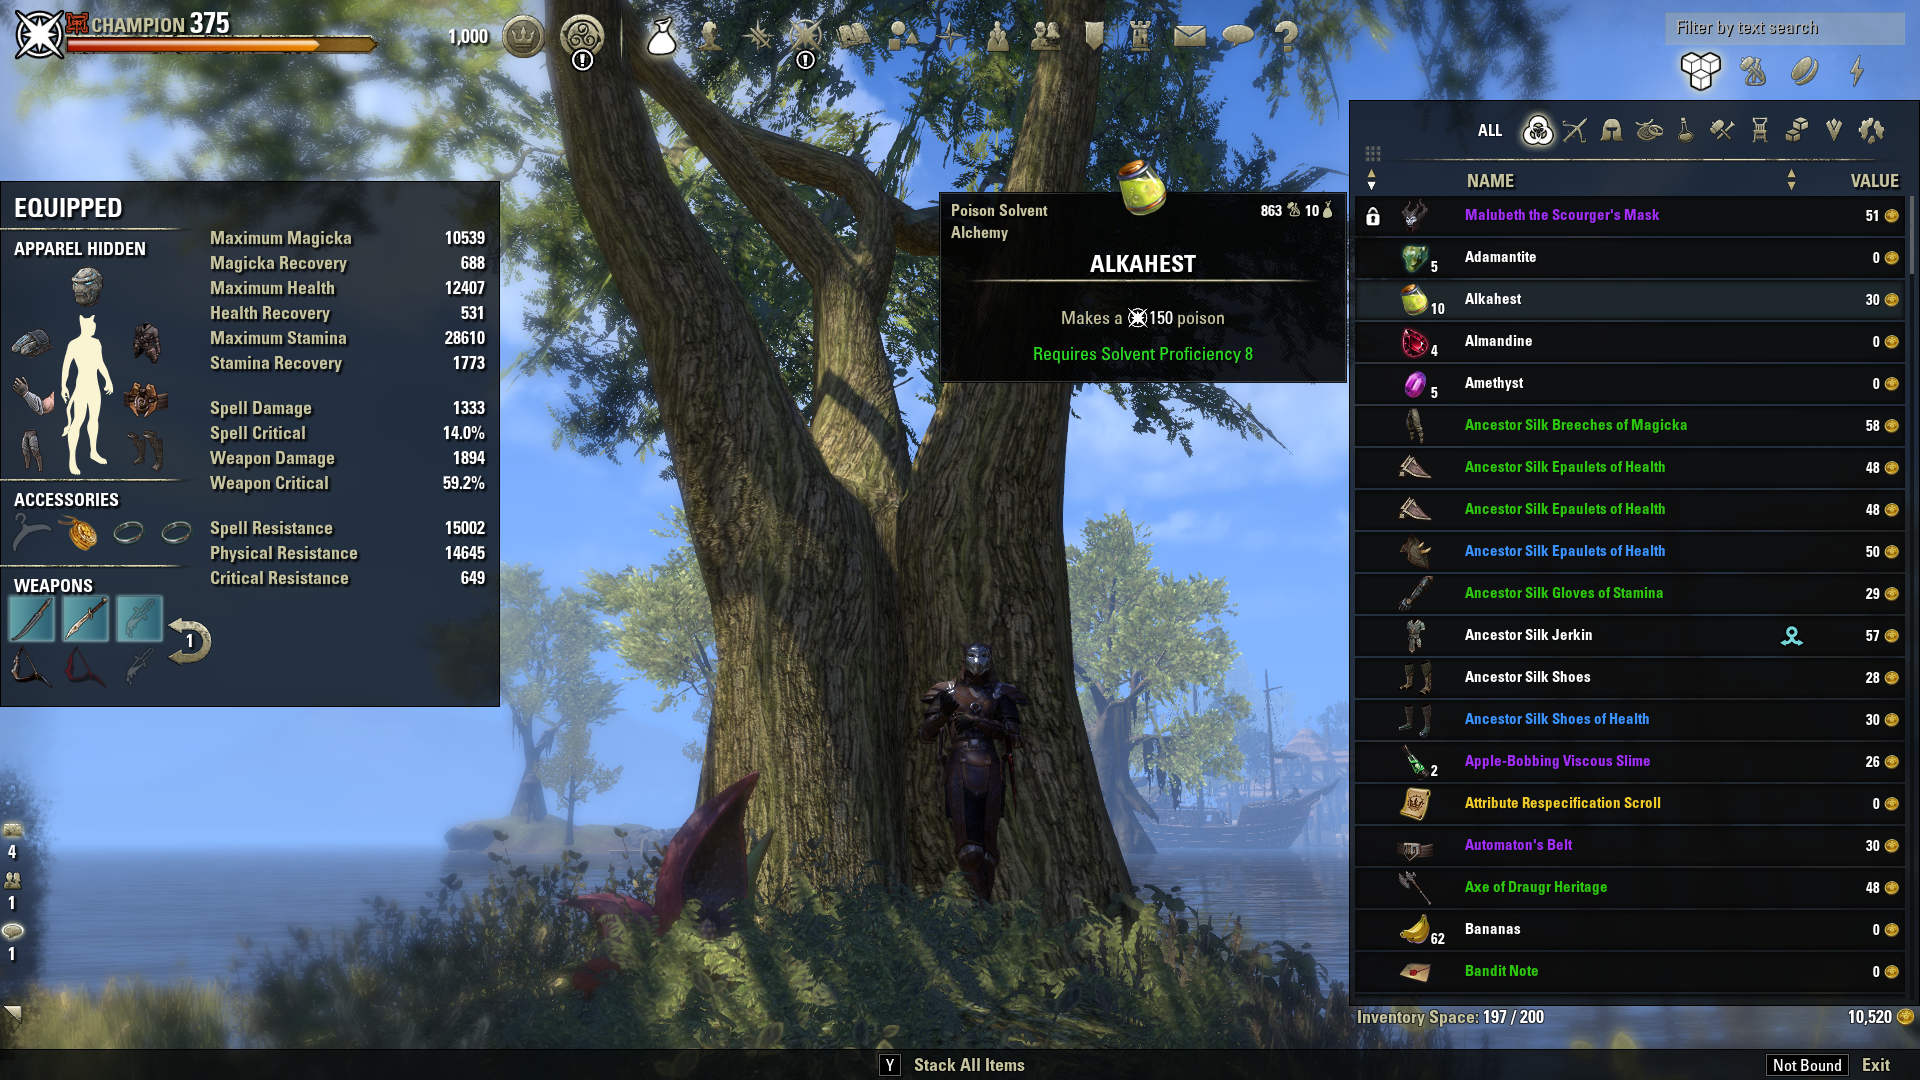 CHAMPION 375
1,000
Filter by text search
ALL
NAME
VALUE
EQUIPPED
APPAREL HIDDEN
Maximum Magicka 10539
Magicka Recovery 688
Maximum Health 12407
Health Recovery 531
Maximum Stamina 28610
Stamina Recovery 1773
Spell Damage 1333
Spell Critical 14.0%
Weapon Damage 1894
Weapon Critical 59.2%
ACCESSORIES
Spell Resistance 15002
Physical Resistance 14645
Critical Resistance 649
WEAPONS
1
Poison Solvent 863 10
Alchemy
ALKAHEST
Makes a 150 poison
Requires Solvent Proficiency 8
Malubeth the Scourger's Mask 51
5 Adamantite 0
10 Alkahest 30
4 Almandine 0
5 Amethyst 0
Ancestor Silk Breeches of Magicka 58
Ancestor Silk Epaulets of Health 48
Ancestor Silk Epaulets of Health 48
Ancestor Silk Epaulets of Health 50
Ancestor Silk Gloves of Stamina 29
Ancestor Silk Jerkin 57
Ancestor Silk Shoes 28
Ancestor Silk Shoes of Health 30
2 Apple-Bobbing Viscous Slime 26
Attribute Respecification Scroll 0
Automaton's Belt 30
Axe of Draugr Heritage 48
62 Bananas 0
Bandit Note 0
4
1
1
Inventory Space: 197 / 200
10,520
Y Stack All Items
Not Bound Exit